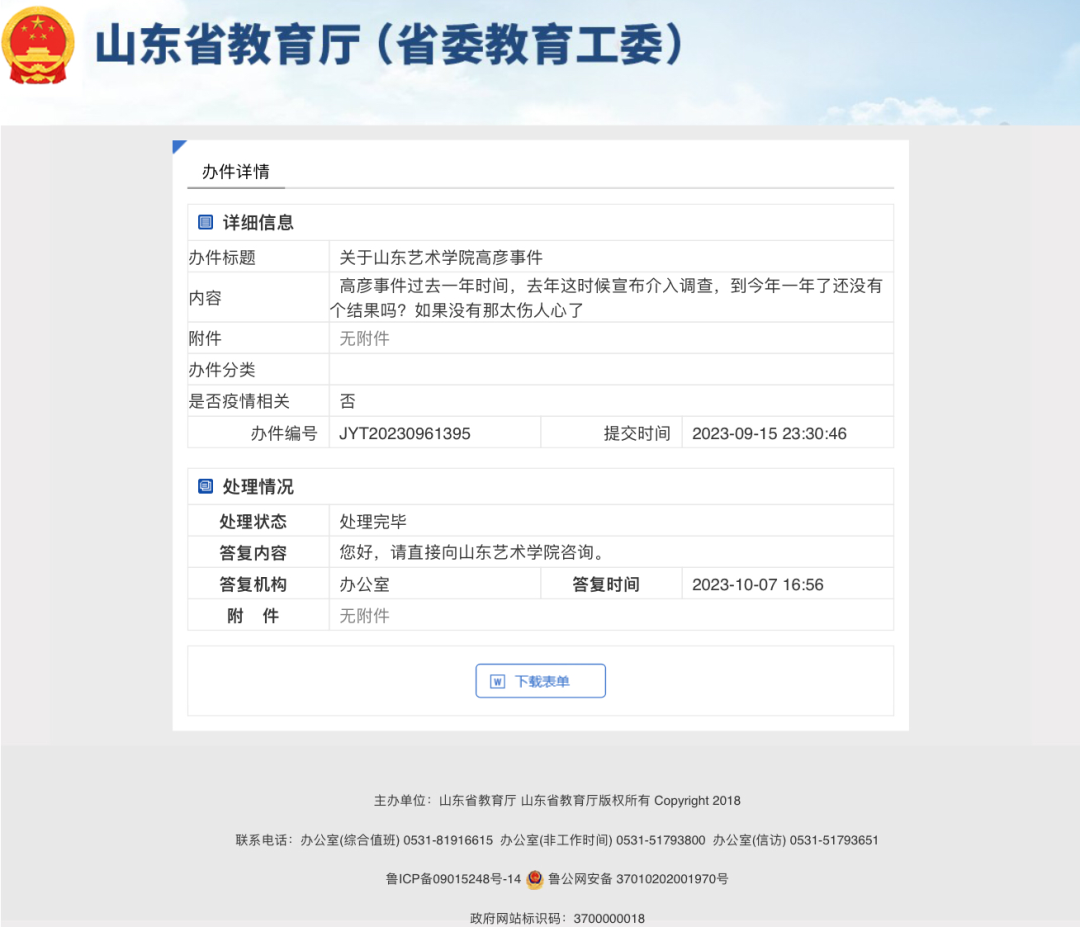 山东省教育厅（省委教育工委）
办件详情
详细信息
办件标题 关于山东艺术学院高彦事件
内容 高彦事件过去一年时间，去年这时候宣布介入调查，到今年一年了还没有
个结果吗？如果没有那太伤人心了
附件 无附件
办件分类
是否疫情相关 否
办件编号 JYT20230961395 提交时间 2023-09-15 23:30:46
处理情况
处理状态 处理完毕
答复内容 您好，请直接向山东艺术学院咨询。
答复机构 办公室 答复时间 2023-10-07 16:56
附 件 无附件
下载表单
主办单位：山东省教育厅 山东省教育厅版权所有 Copyright 2018
联系电话：办公室(综合值班) 0531-81916615 办公室(非工作时间) 0531-51793800 办公室(信访) 0531-51793651
鲁ICP备09015248号-14 鲁公网安备 37010202001970号
政府网站标识码：3700000018